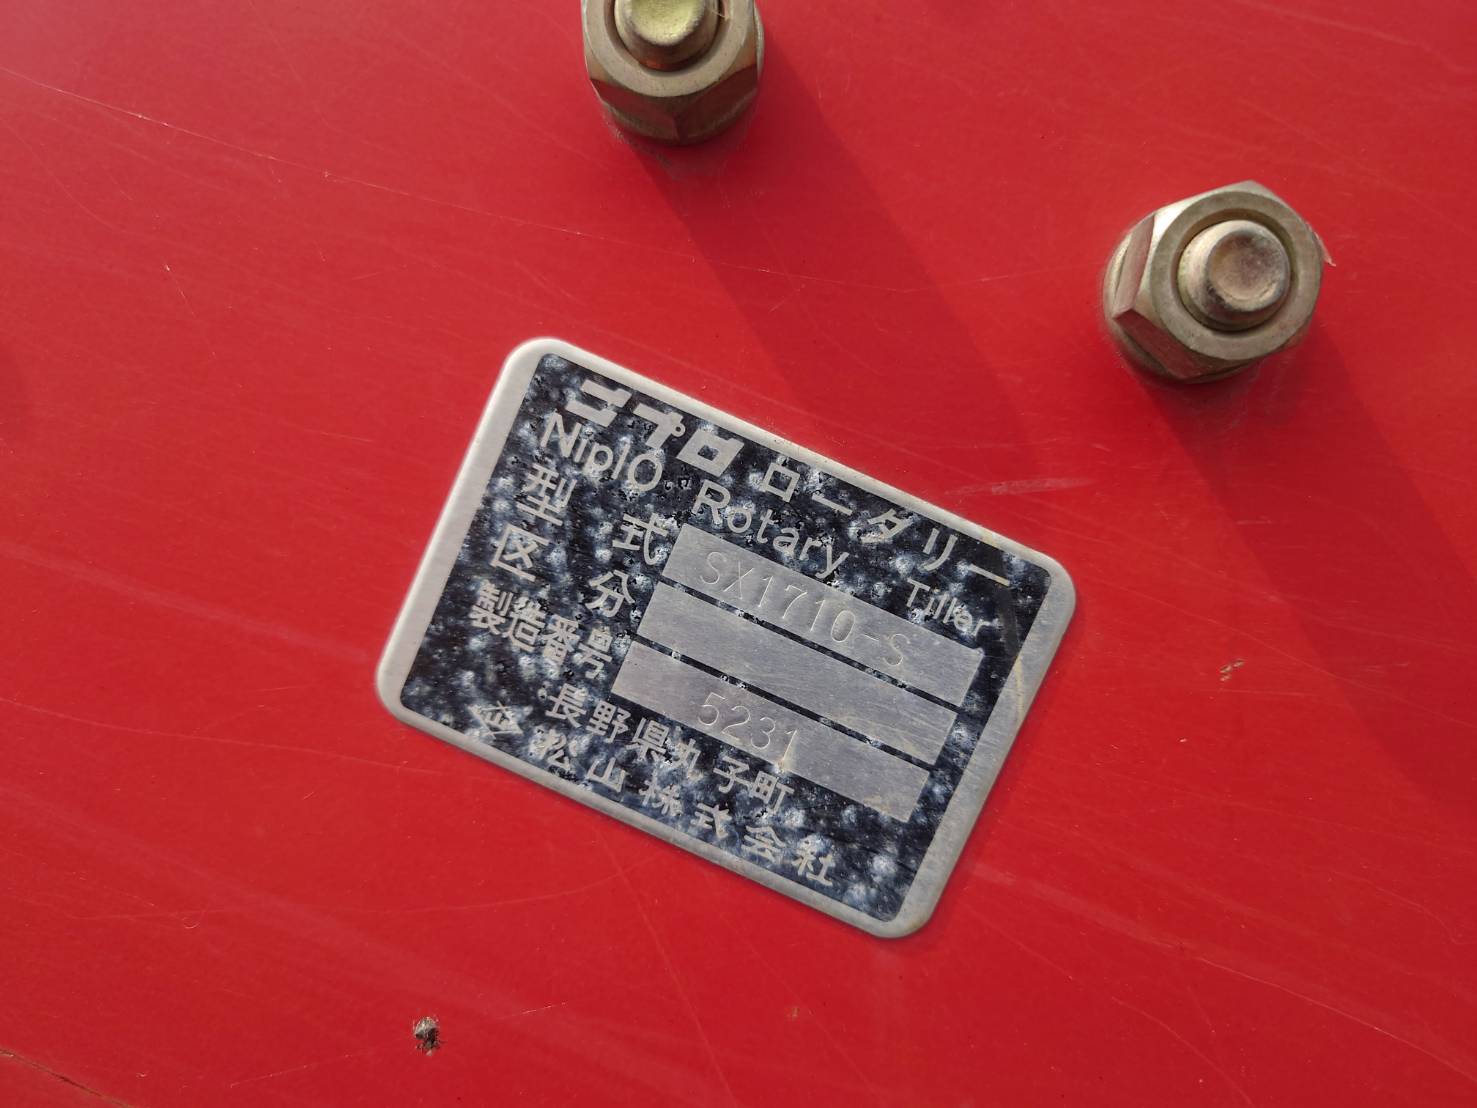 ニプロ ロータリー
NiplO Rotary Tiller
型式 SX1710-S
区分
製造番号 5231
長野県丸子町
松山株式会社